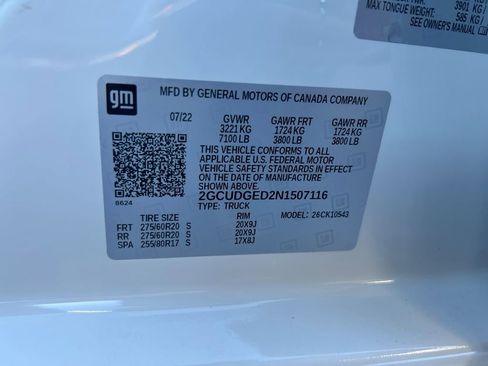 3901 KG /
MAX TONGUE WEIGHT:
585 KG /
SEE OWNER'S MANUAL
gm
MFD BY GENERAL MOTORS OF CANADA COMPANY
07/22 GVWR GAWR FRT GAWR RR
3221 KG 1724 KG 1724 KG
7100 LB 3800 LB 3800 LB
THIS VEHICLE CONFORMS TO ALL
APPLICABLE U.S. FEDERAL MOTOR
VEHICLE SAFETY STANDARDS IN EFFECT
ON THE DATE OF MANUFACTURE SHOWN ABOVE.
2GCUDGED2N1507116
8624 TYPE: TRUCK
TIRE SIZE RIM MODEL: 26CK10543
FRT 275/60R20 S 20X9J
RR 275/60R20 S 20X9J
SPA 255/80R17 S 17X8J